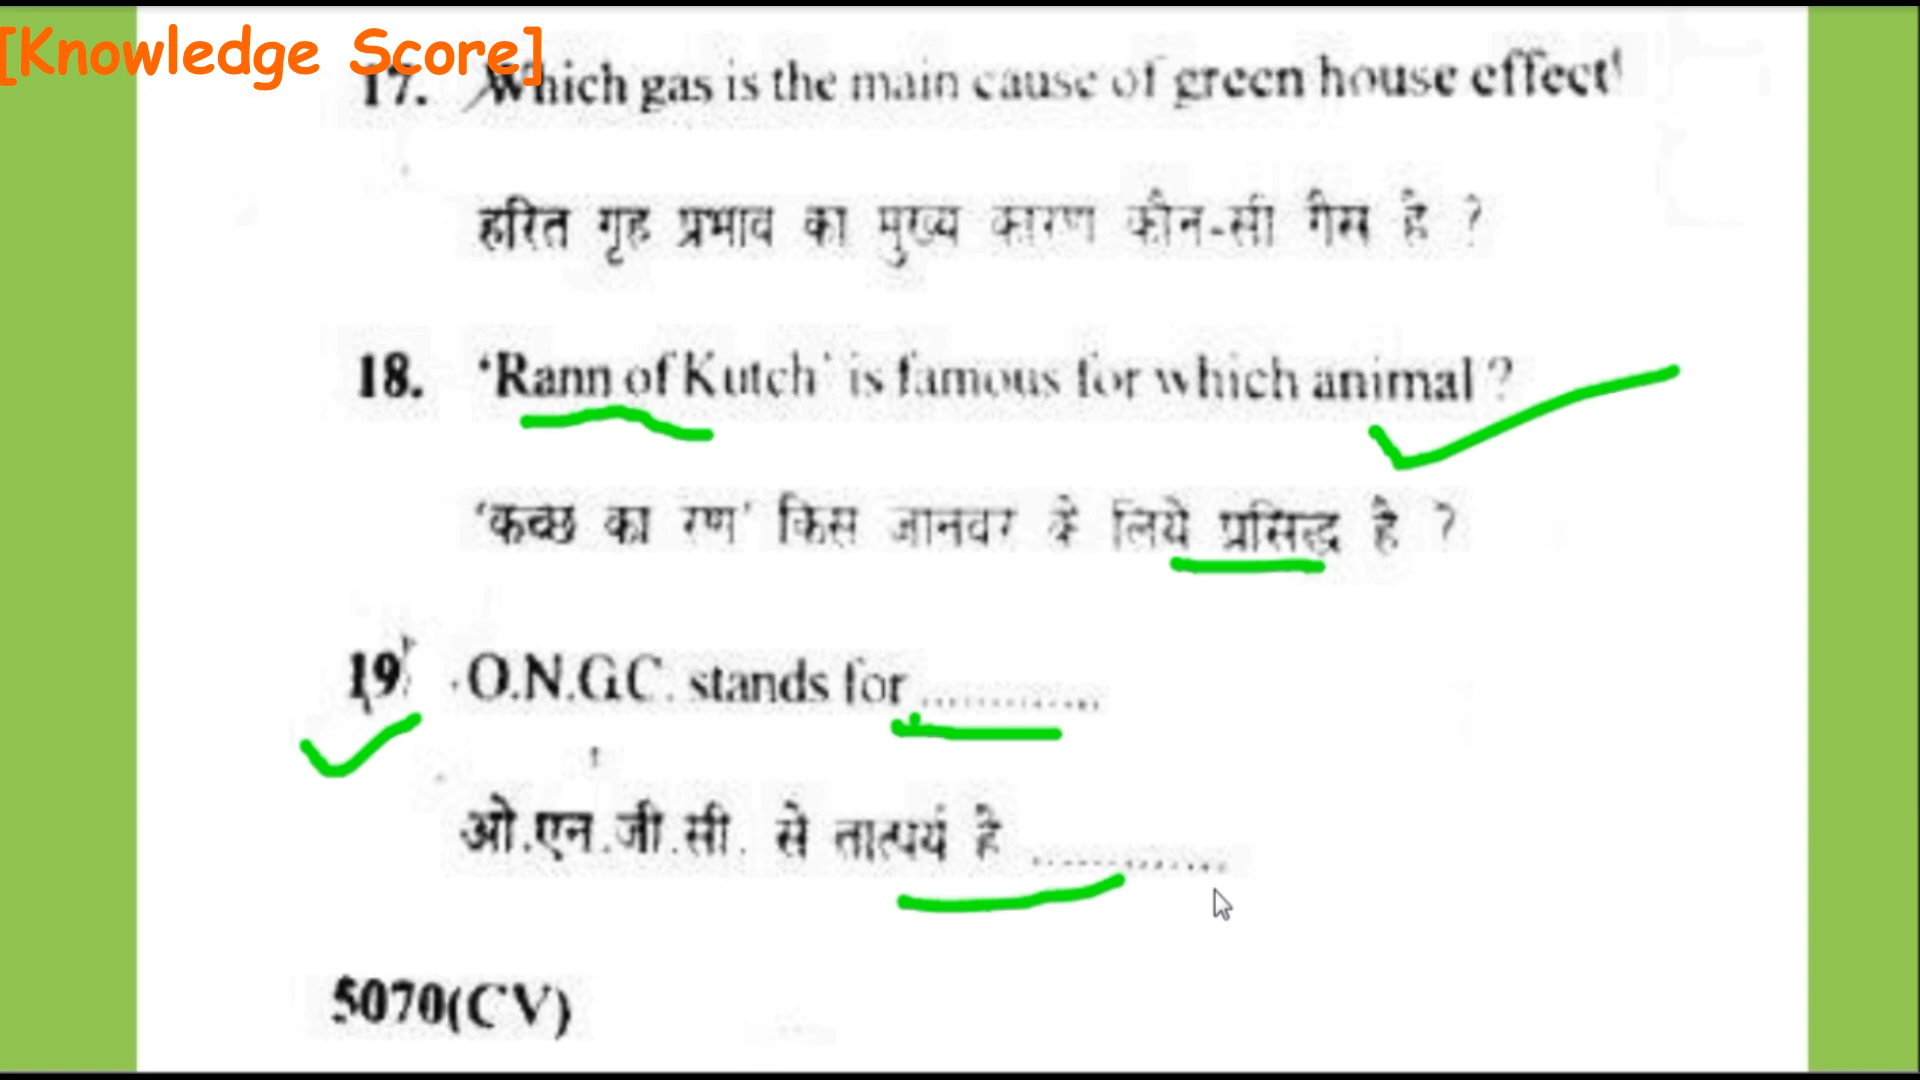 [Knowledge Score]
17. Which gas is the main cause of green house effect
हरित गृह प्रभाव का मुख्य कारण कौन-सी गैस है ?
18. 'Rann of Kutch' is famous for which animal ?
'कच्छ का रण' किस जानवर के लिये प्रसिद्ध है ?
19 O.N.G.C. stands for .............
ओ.एन.जी.सी. से तात्पर्य है ..............
5070(CV)